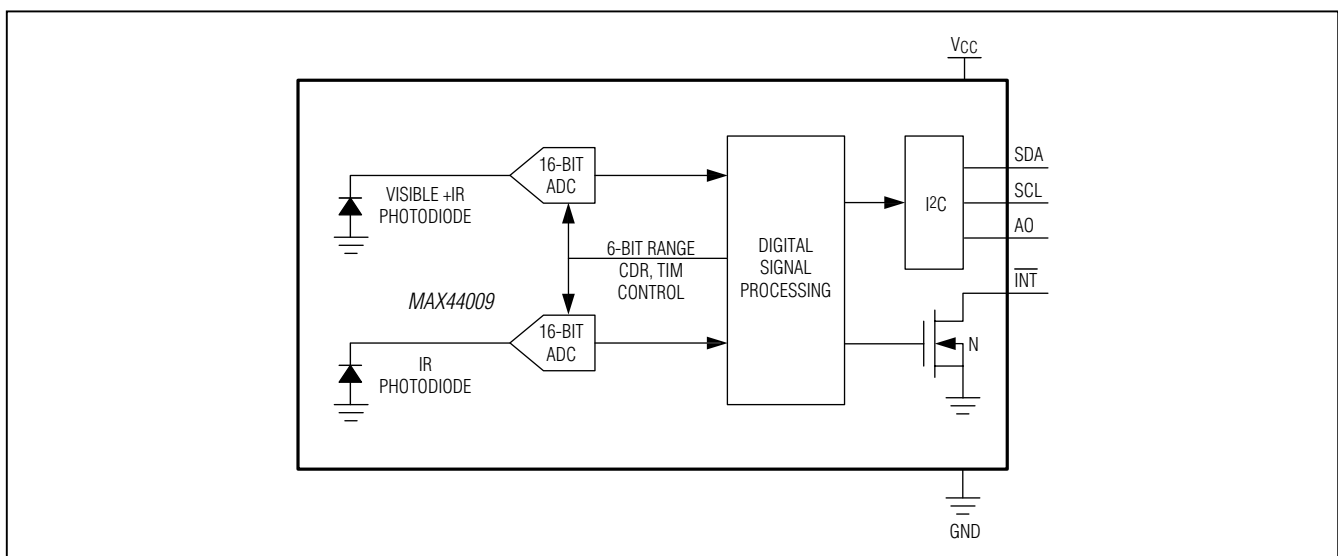 VCC
VISIBLE +IR
PHOTODIODE
16-BIT
ADC
6-BIT RANGE
CDR, TIM
CONTROL
MAX44009
IR
PHOTODIODE
16-BIT
ADC
DIGITAL
SIGNAL
PROCESSING
I2C
SDA
SCL
A0
INT
N
GND